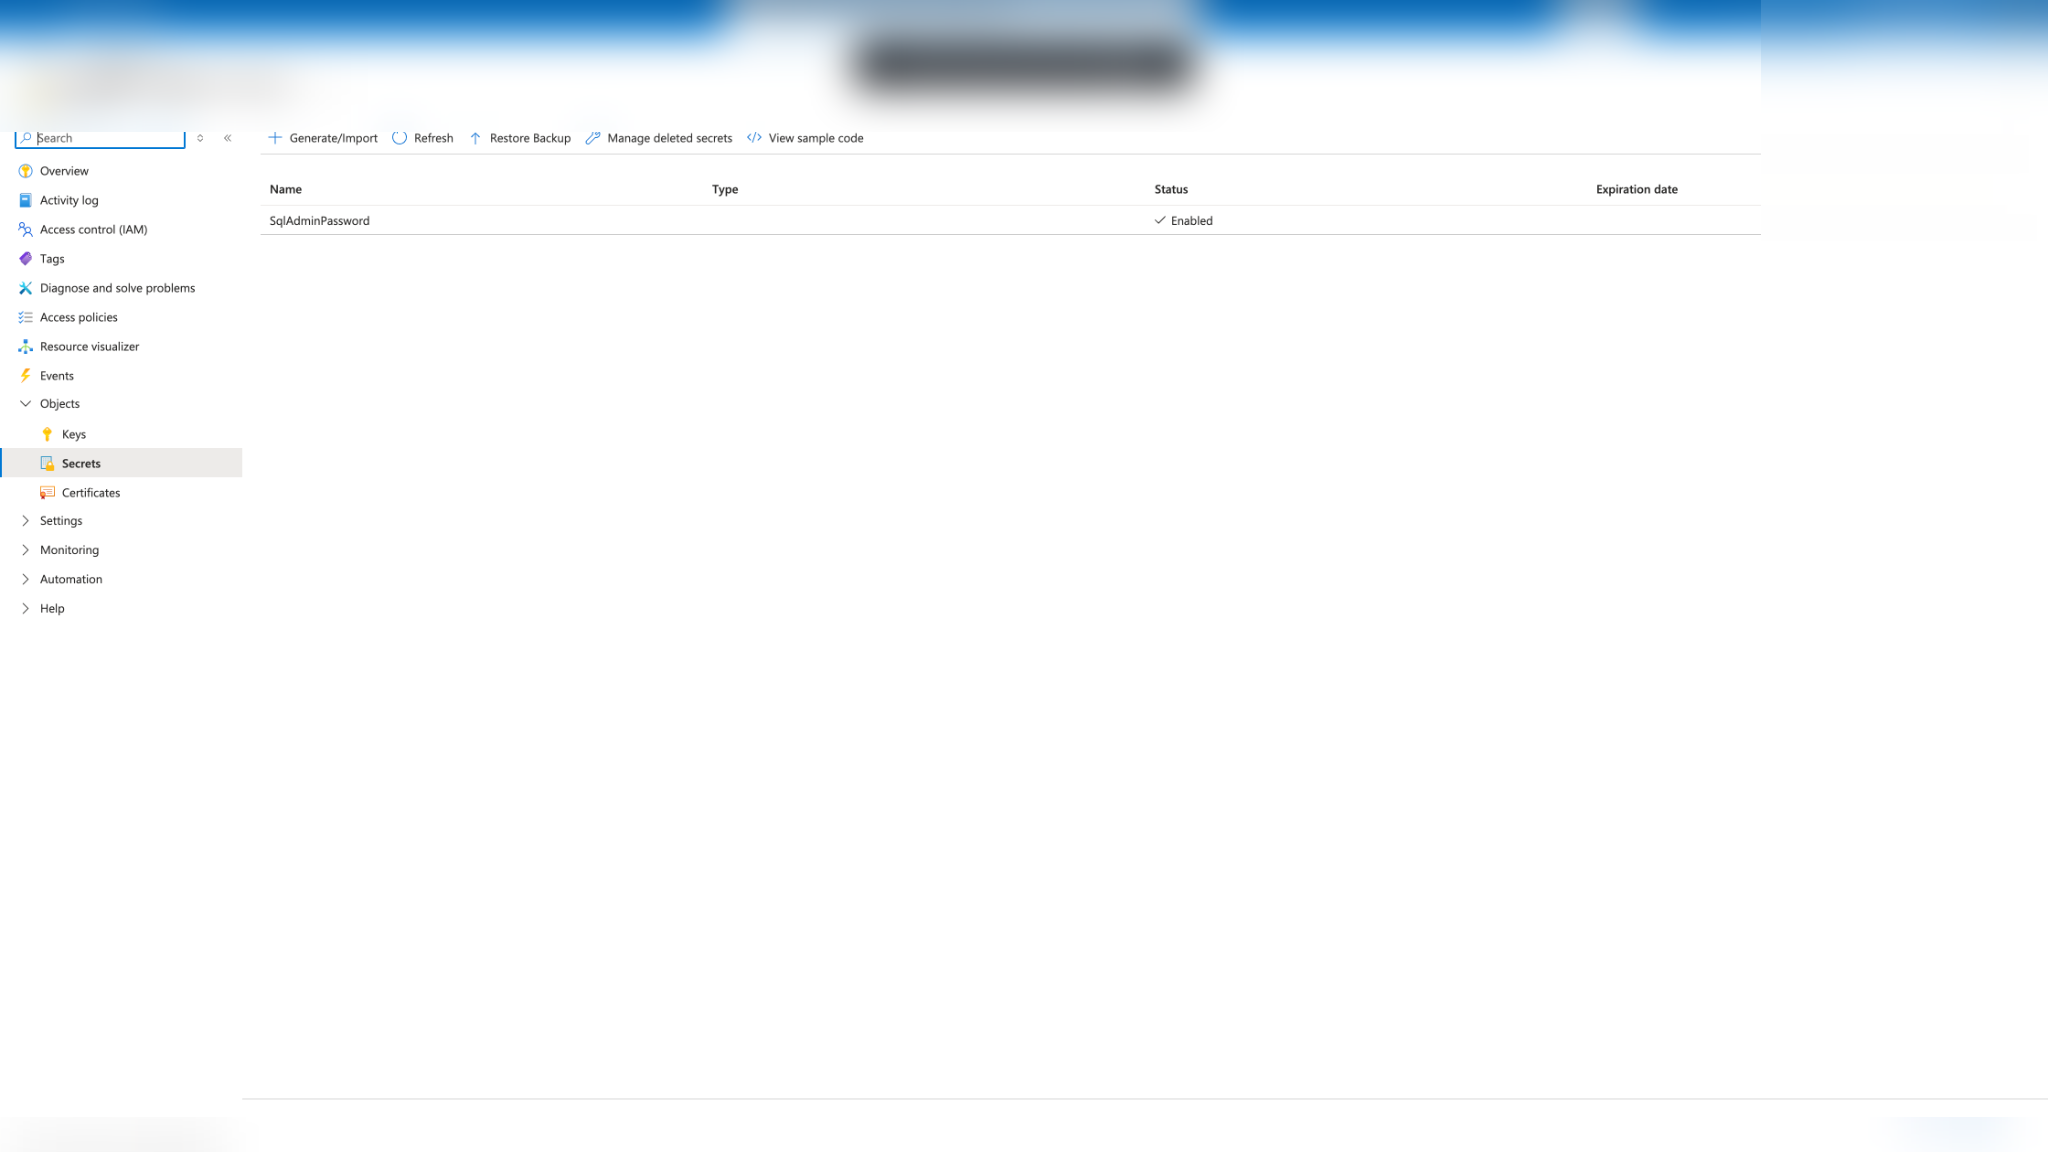 Search
Generate/Import Refresh Restore Backup Manage deleted secrets View sample code
Overview
Activity log
Access control (IAM)
Tags
Diagnose and solve problems
Access policies
Resource visualizer
Events
Objects
Keys
Secrets
Certificates
Settings
Monitoring
Automation
Help
Name Type Status Expiration date
SqlAdminPassword Enabled